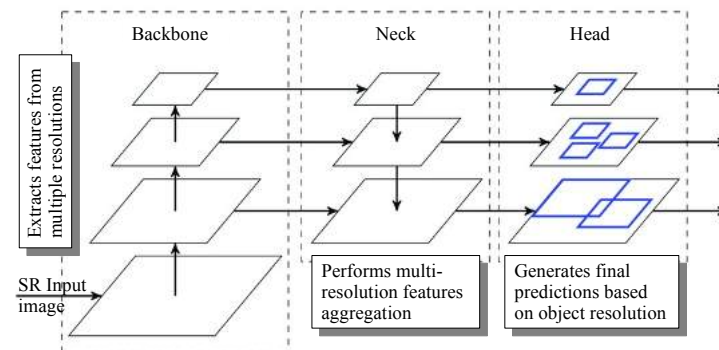 Backbone
Neck
Head
Extracts features from
multiple resolutions
SR Input
image
Performs multi-
resolution features
aggregation
Generates final
predictions based
on object resolution